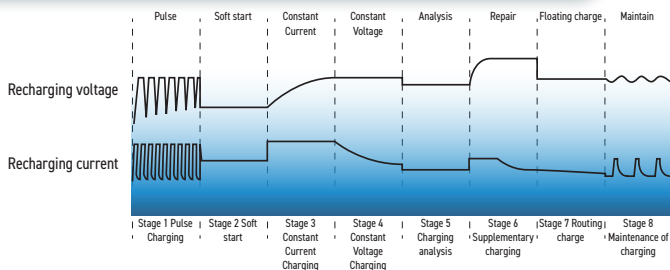 Pulse
Soft start
Constant
Current
Constant
Voltage
Analysis
Repair
Floating charge
Maintain
Recharging voltage
Recharging current
Stage 1 Pulse
Charging
Stage 2 Soft
start
Stage 3
Constant
Current
Charging
Stage 4
Constant
Voltage
Charging
Stage 5
Charging
analysis
Stage 6
Supplementary
charging
Stage 7 Routing
charge
Stage 8
Maintenance of
charging